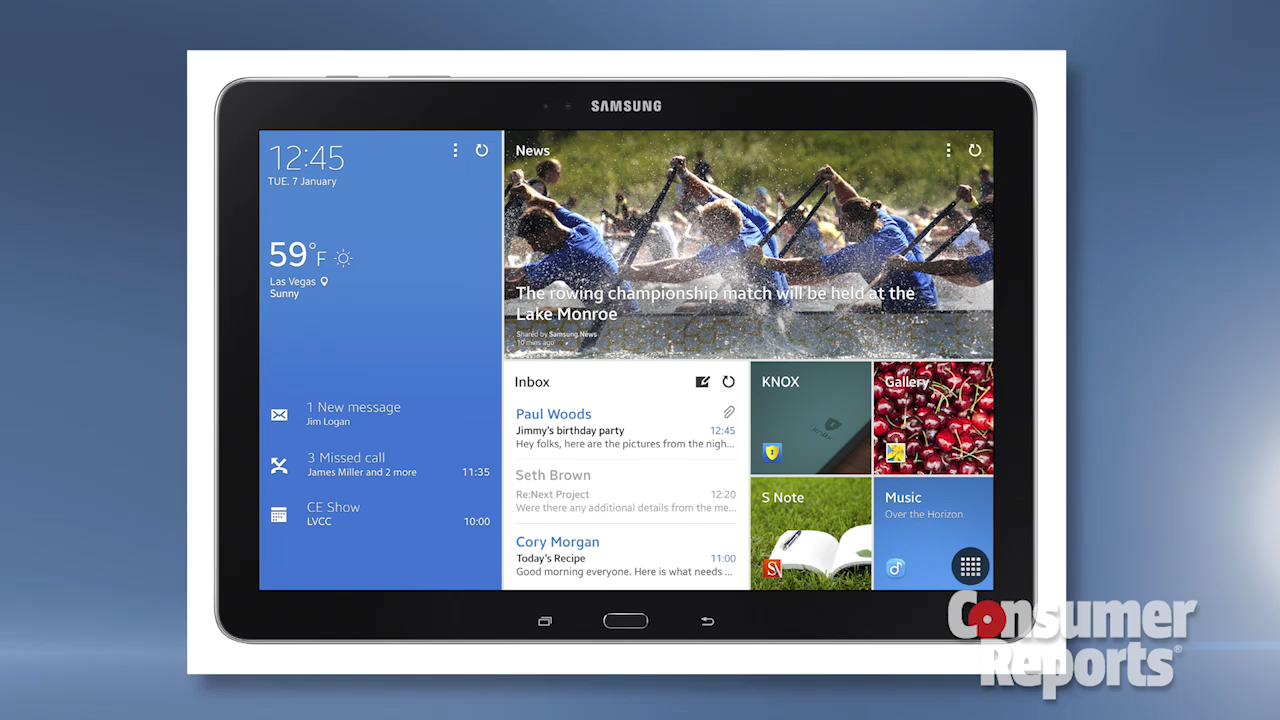 SAMSUNG
12:45
TUE. 7 January
59°F
Las Vegas
Sunny
1 New message
Jim Logan
3 Missed call
James Miller and 2 more 11:35
CE Show
LVCC 10:00
News
The rowing championship match will be held at the
Lake Monroe
Shared by Samsung News
10 mins ago
Inbox
Paul Woods
Jimmy's birthday party 12:45
Hey folks, here are the pictures from the nigh...
Seth Brown
Re:Next Project 12:20
Were there any additional details from the me...
Cory Morgan
Today's Recipe 11:00
Good morning everyone. Here is what needs ...
KNOX
Gallery
S Note
Music
Over the Horizon
Consumer
Reports®